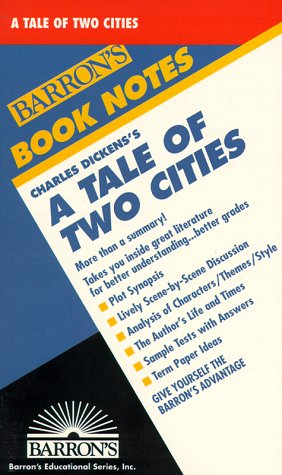 A TALE OF TWO CITIES
BARRON'S
BOOK NOTES
CHARLES DICKENS'S
A TALE OF
TWO CITIES
More than a summary!
Takes you inside great literature
for better understanding...better grades
■ Plot Synopsis
■ Lively Scene-by-Scene Discussion
■ Analysis of Characters/Themes/Style
■ The Author's Life and Times
■ Sample Tests with Answers
■ Term Paper Ideas
GIVE YOURSELF THE
BARRON'S ADVANTAGE
BARRON'S
Barron's Educational Series, Inc.